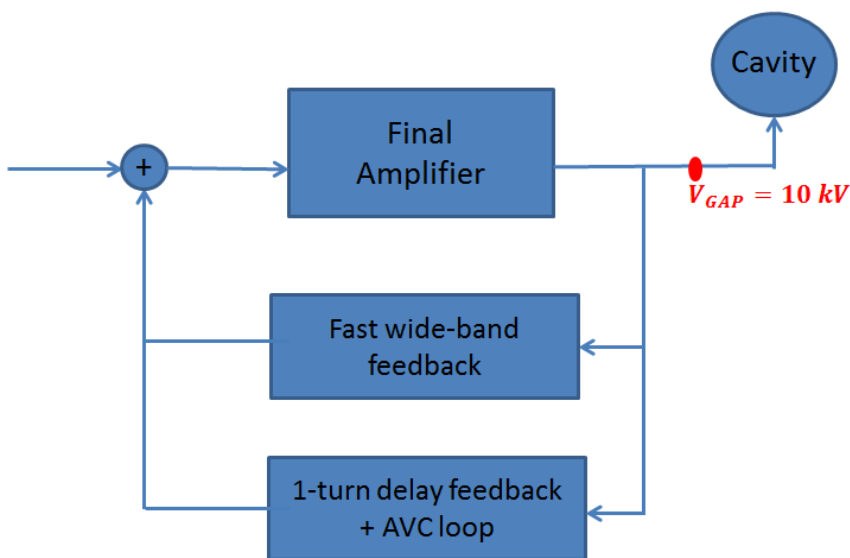 Cavity
Final
Amplifier
+
V_GAP = 10 kV
Fast wide-band
feedback
1-turn delay feedback
+ AVC loop